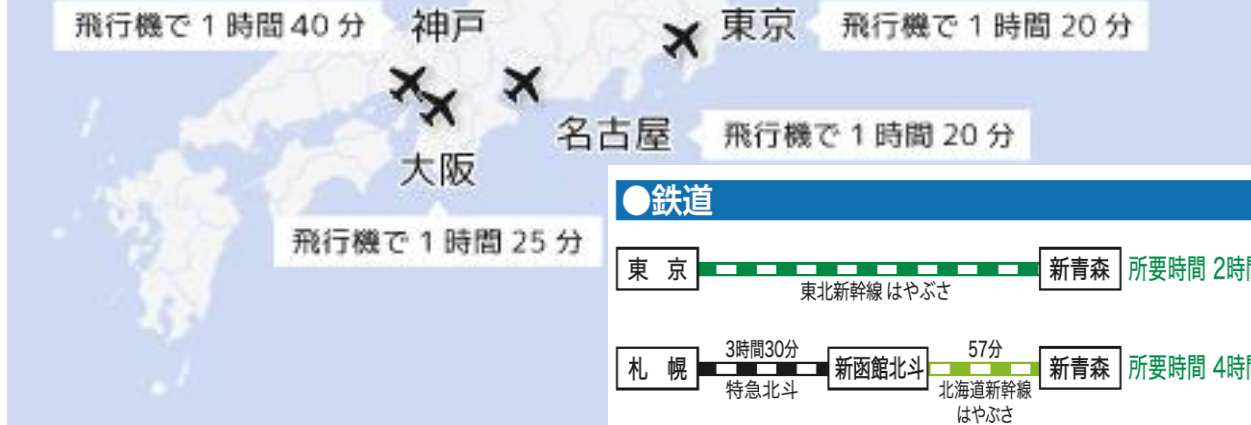 飛行機で1時間40分
神戸
東京
飛行機で1時間20分
名古屋
飛行機で1時間20分
大阪
飛行機で1時間25分
●鉄道
東 京
新青森
所要時間 2時
東北新幹線 はやぶさ
札 幌
3時間30分
特急北斗
新函館北斗
57分
北海道新幹線
はやぶさ
新青森
所要時間 4時